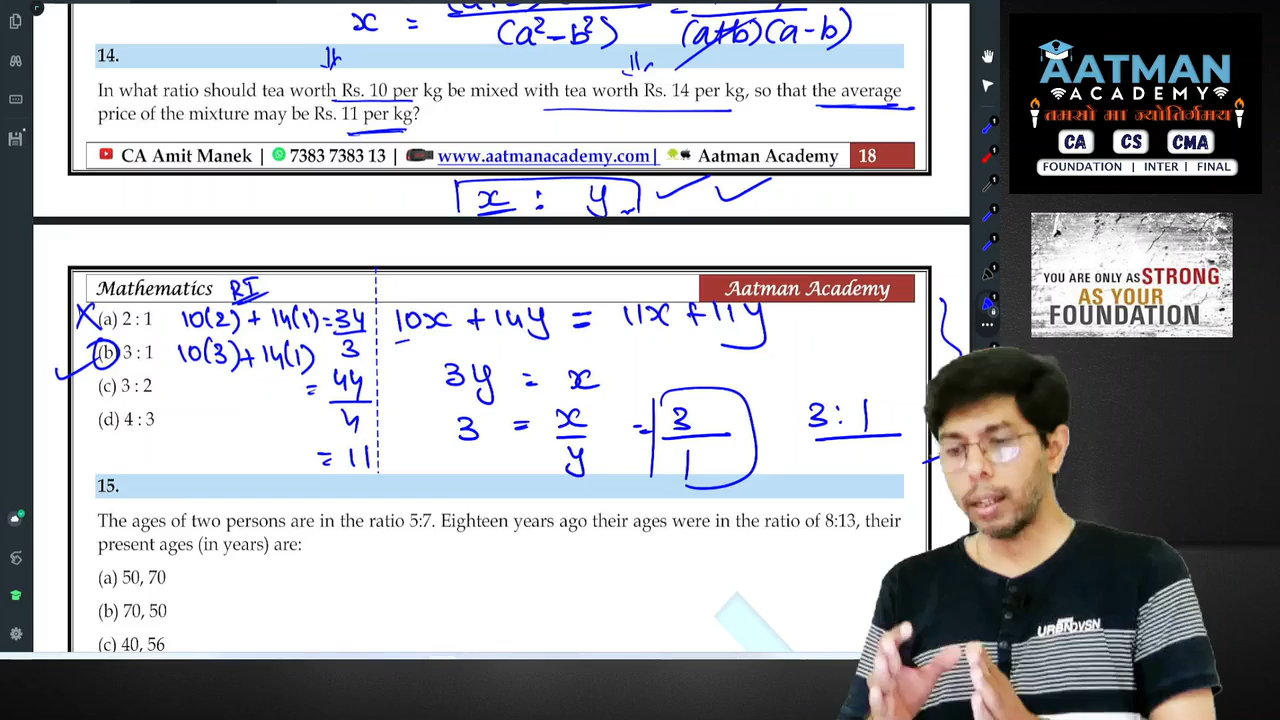 x = (a² – b²) (a+b)(a-b)
14.
In what ratio should tea worth Rs. 10 per kg be mixed with tea worth Rs. 14 per kg, so that the average
price of the mixture may be Rs. 11 per kg?
CA Amit Manek | 7383 7383 13 | www.aatmanacademy.com| Aatman Academy 18
x : y
Mathematics RT Aatman Academy
(a) 2 : 1 10(2) + 14(1) = 34/3 10x + 14y = 11x + 11y
(b) 3 : 1 10(3) + 14(1)
= 44/4
= 11
(c) 3 : 2
(d) 4 : 3
3y = x
3 = x/y = 3/1 3 : 1
15.
The ages of two persons are in the ratio 5:7. Eighteen years ago their ages were in the ratio of 8:13, their
present ages (in years) are:
(a) 50, 70
(b) 70, 50
(c) 40, 56
AATMAN
ACADEMY
तमसो मा ज्योतिर्गमय
CA CS CMA
FOUNDATION | INTER | FINAL
YOU ARE ONLY AS STRONG
AS YOUR
FOUNDATION
URBNDVSN